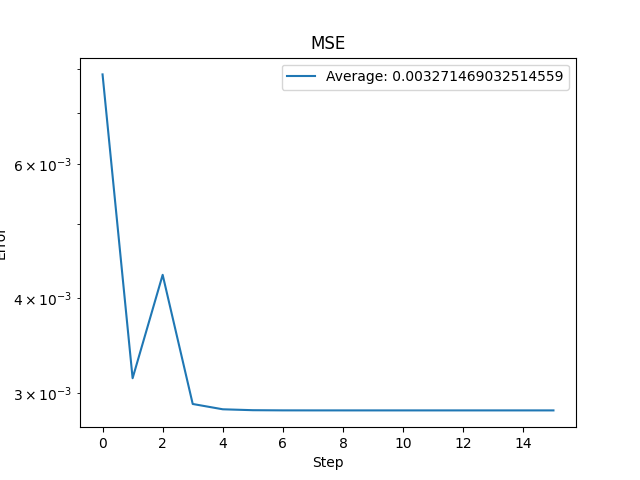 MSE
Average: 0.003271469032514559
6 × 10⁻³
4 × 10⁻³
3 × 10⁻³
Error
0 2 4 6 8 10 12 14
Step